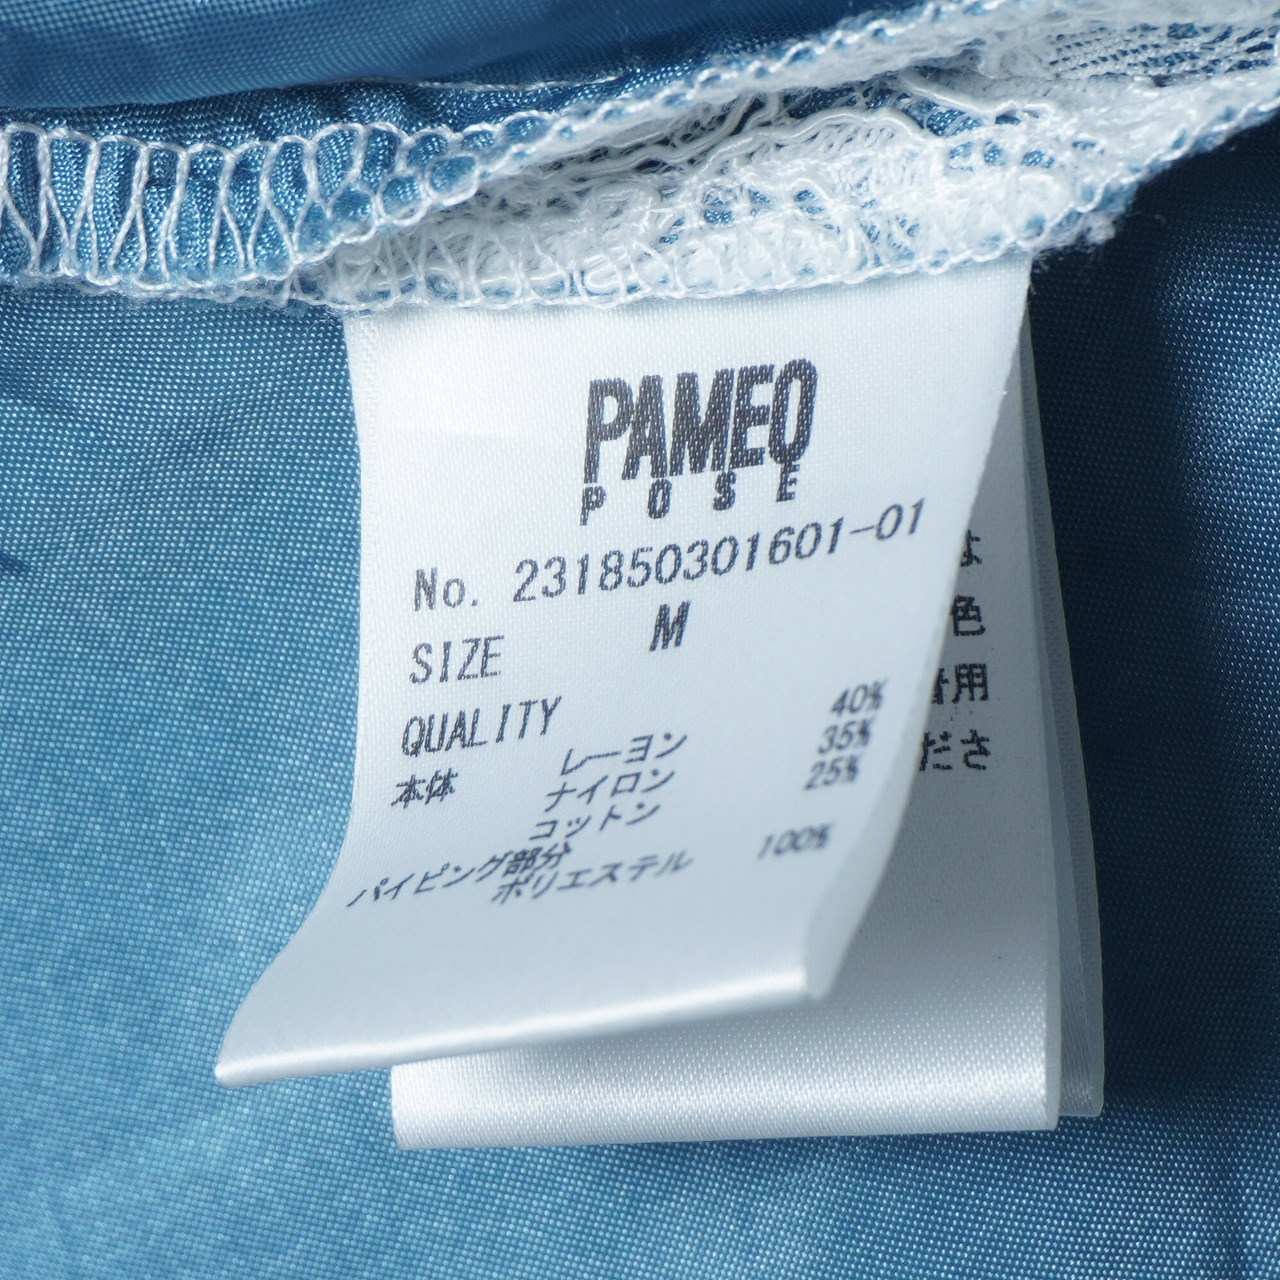 PAMEO
POSE
No. 231850301601-01
SIZE M
QUALITY
本体 レーヨン 40%
ナイロン 35%
コットン 25%
パイピング部分
ポリエステル 100%
色
用
ださ